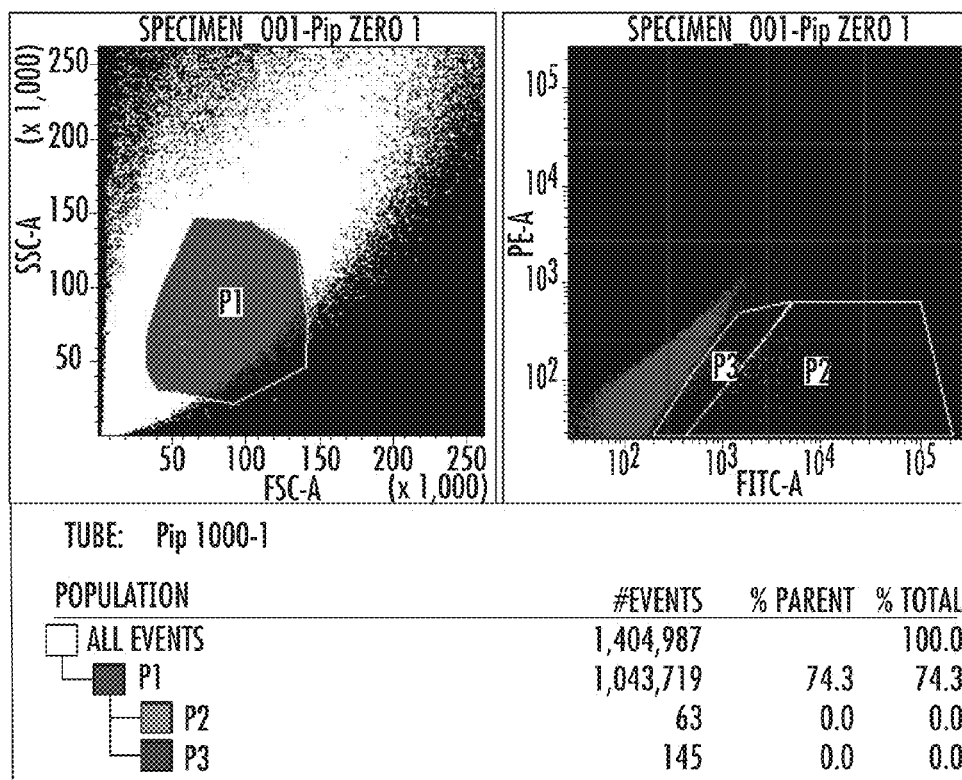 SPECIMEN_001-Pip ZERO 1
SSC-A
(x 1,000)
250
200
150
100
50
P1
50 100 150 200 250
FSC-A (x 1,000)
SPECIMEN_001-Pip ZERO 1
PE-A
10^5
10^4
10^3
10^2
P3 P2
10^2 10^3 10^4 10^5
FITC-A
TUBE: Pip 1000-1
POPULATION #EVENTS % PARENT % TOTAL
ALL EVENTS 1,404,987 100.0
P1 1,043,719 74.3 74.3
P2 63 0.0 0.0
P3 145 0.0 0.0